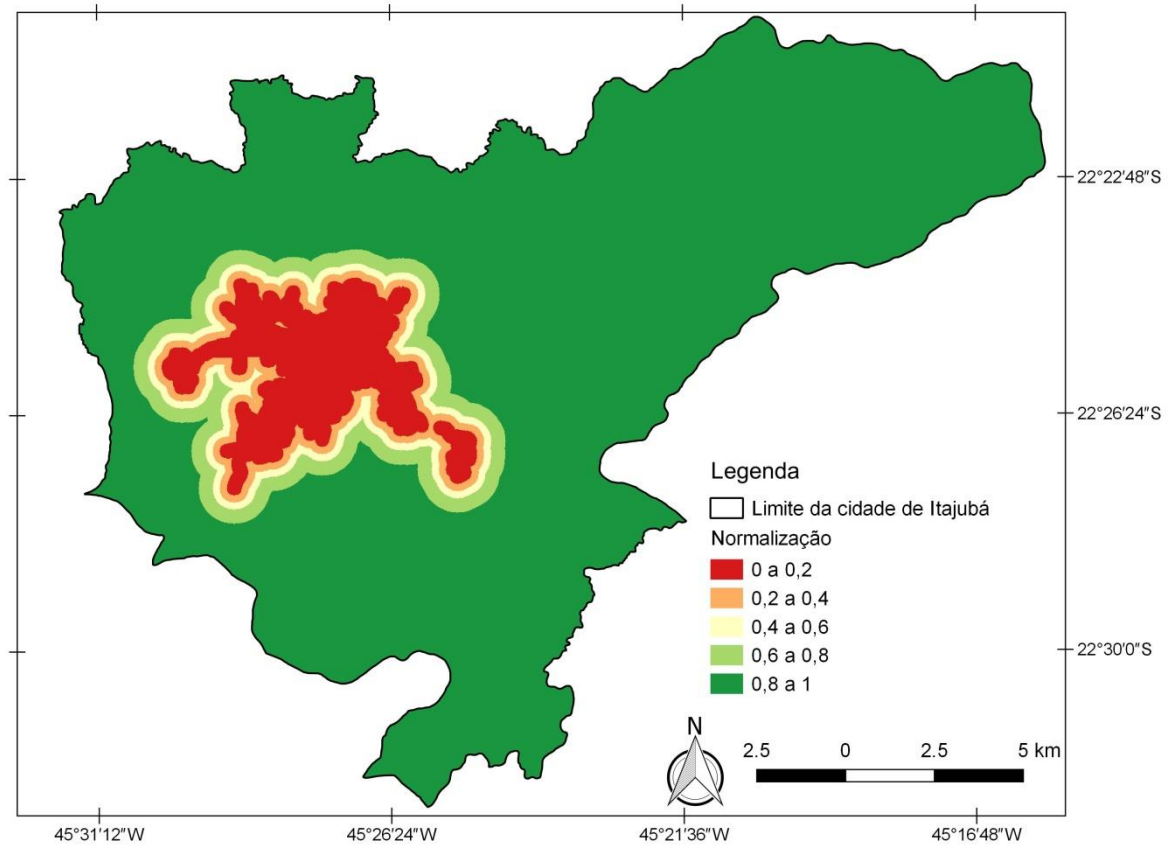 22°22'48"S
22°26'24"S
Legenda
Limite da cidade de Itajubá
Normalização
0 a 0,2
0,2 a 0,4
0,4 a 0,6
0,6 a 0,8
0,8 a 1
22°30'0"S
N
2.5 0 2.5 5 km
45°31'12"W 45°26'24"W 45°21'36"W 45°16'48"W